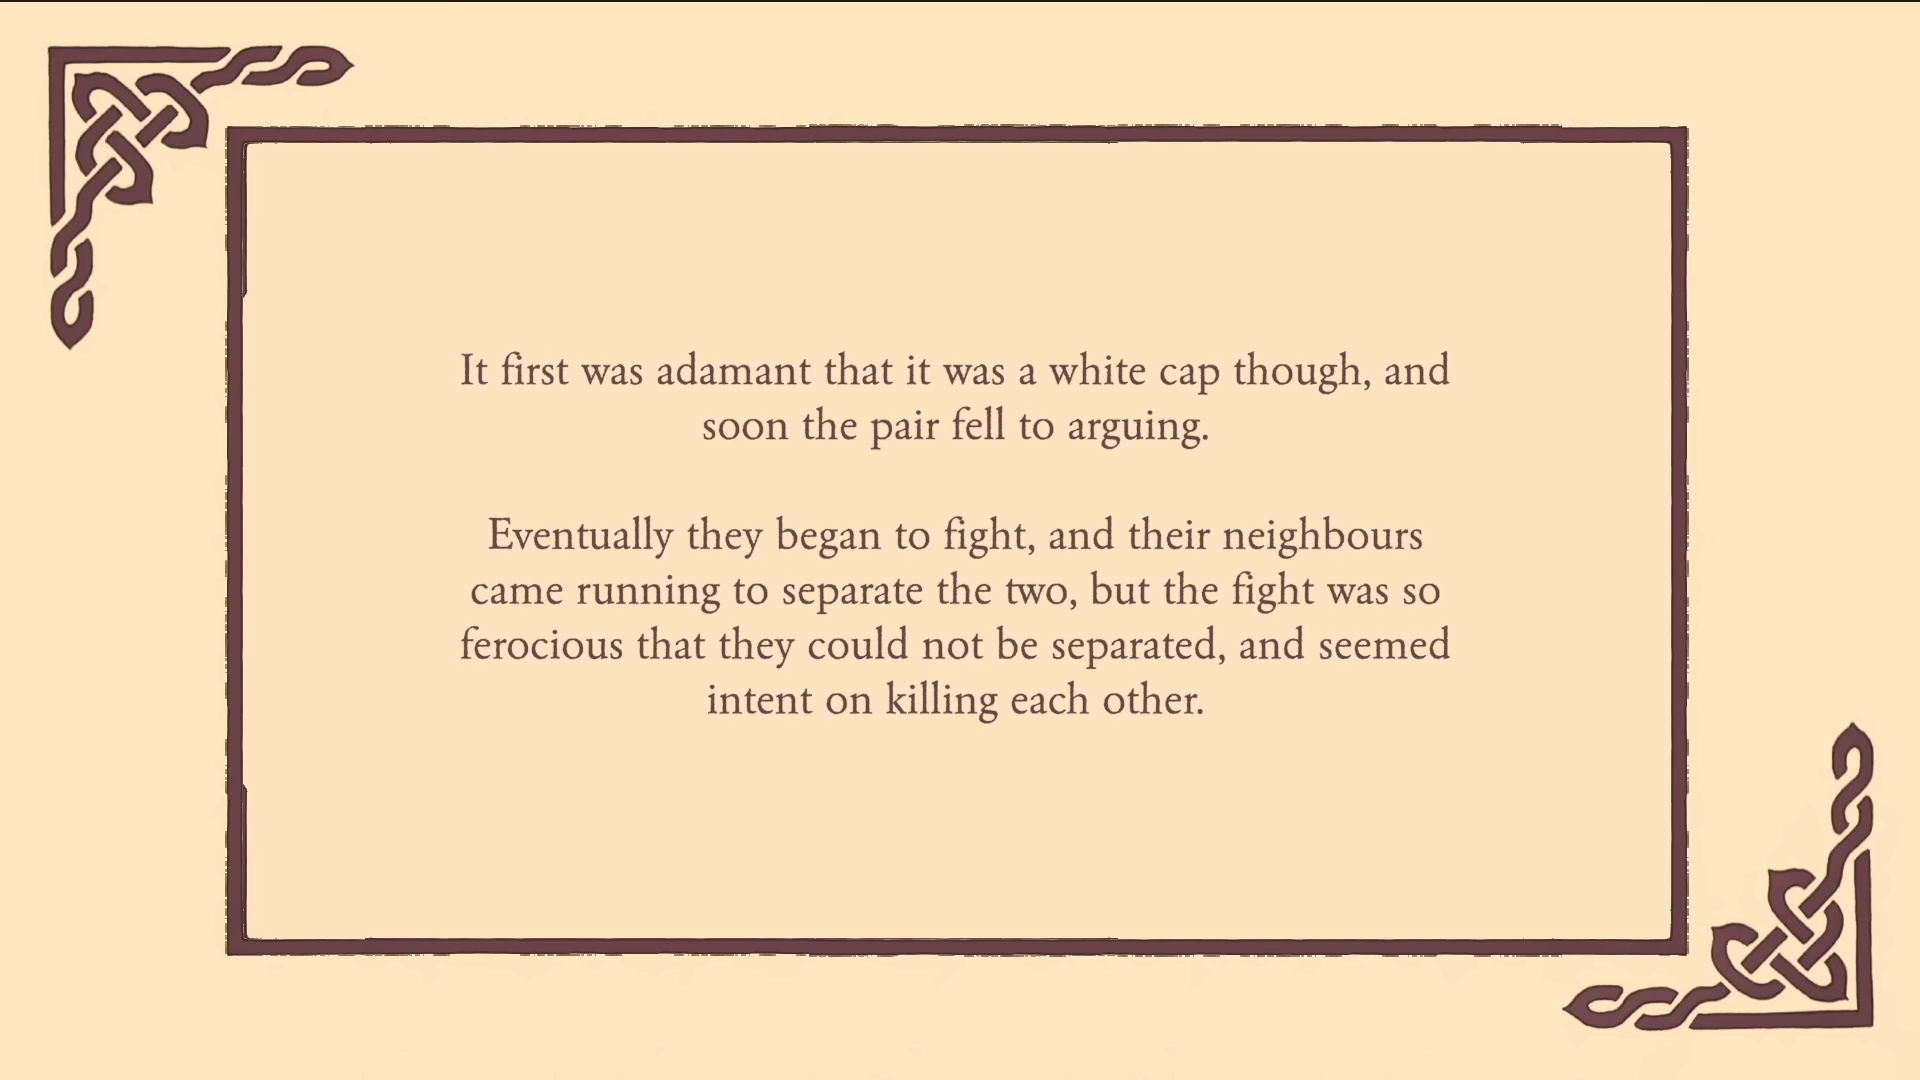 It first was adamant that it was a white cap though, and
soon the pair fell to arguing.
Eventually they began to fight, and their neighbours
came running to separate the two, but the fight was so
ferocious that they could not be separated, and seemed
intent on killing each other.